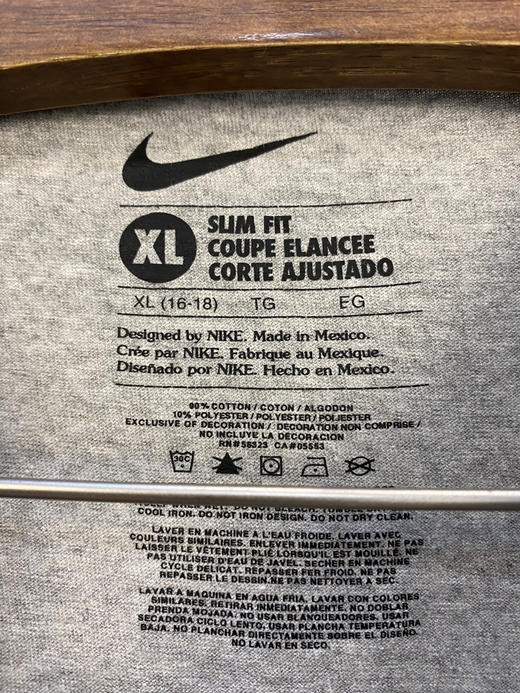 XL
SLIM FIT
COUPE ELANCEE
CORTE AJUSTADO
XL (16-18) TG EG
Designed by NIKE. Made in Mexico.
Crée par NIKE. Fabrique au Mexique.
Diseñado por NIKE. Hecho en Mexico.
90% COTTON / COTON / ALGODON
10% POLYESTER / POLYESTER / POLIESTER
EXCLUSIVE OF DECORATION / DECORATION NON COMPRISE /
NO INCLUYE LA DECORACION
RN#56323 CA#05553
30C
COOL IRON. DO NOT IRON DESIGN. DO NOT DRY CLEAN.
LAVER EN MACHINE A L'EAU FROIDE. LAVER AVEC
COULEURS SIMILAIRES. ENLEVER IMMEDIATEMENT. NE PAS
LAISSER LE VÊTEMENT PLIÉ LORSQU'IL EST MOUILLÉ. NE
PAS UTILISER D'EAU DE JAVEL. SECHER EN MACHINE
CYCLE DELICAT. REPASSER FER FROID. NE PAS
REPASSER LE DESSIN.NE PAS NETTOYER A SEC.
LAVAR A MAQUINA EN AGUA FRIA. LAVAR CON COLORES
SIMILARES. RETIRAR INMEDIATAMENTE. NO DOBLAR
PRENDA MOJADA. NO USAR BLANQUEADORES. USAR
SECADORA CICLO LENTO. USAR PLANCHA TEMPERATURA
BAJA. NO PLANCHAR DIRECTAMENTE SOBRE EL DISEÑO.
NO LAVAR EN SECO.